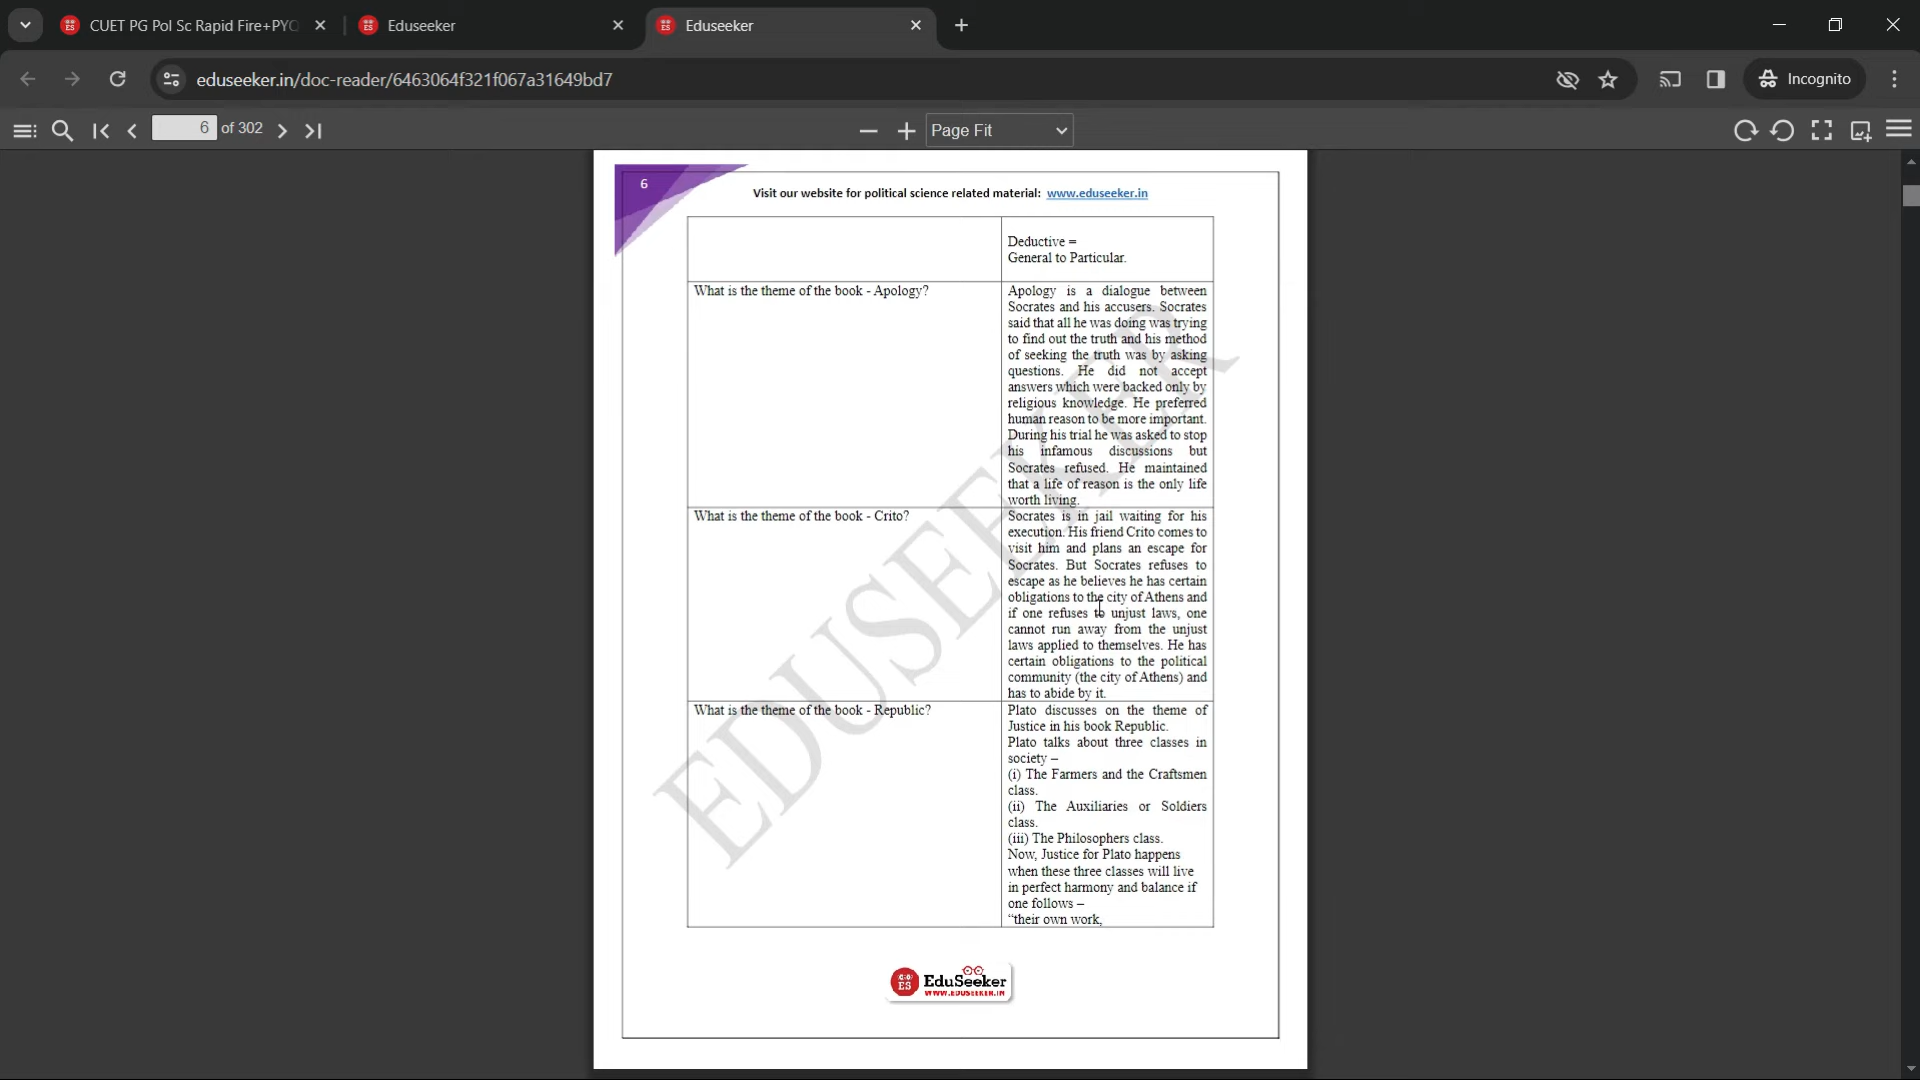 CUET PG Pol Sc Rapid Fire+PYQ
Eduseeker
Eduseeker
eduseeker.in/doc-reader/6463064f321f067a31649bd7
Incognito
6 of 302
Page Fit
6
Visit our website for political science related material: www.eduseeker.in
Deductive =
General to Particular.
What is the theme of the book - Apology?
Apology is a dialogue between
Socrates and his accusers. Socrates
said that all he was doing was trying
to find out the truth and his method
of seeking the truth was by asking
questions. He did not accept
answers which were backed only by
religious knowledge. He preferred
human reason to be more important.
During his trial he was asked to stop
his infamous discussions but
Socrates refused. He maintained
that a life of reason is the only life
worth living.
What is the theme of the book - Crito?
Socrates is in jail waiting for his
execution. His friend Crito comes to
visit him and plans an escape for
Socrates. But Socrates refuses to
escape as he believes he has certain
obligations to the city of Athens and
if one refuses to unjust laws, one
cannot run away from the unjust
laws applied to themselves. He has
certain obligations to the political
community (the city of Athens) and
has to abide by it.
What is the theme of the book - Republic?
Plato discusses on the theme of
Justice in his book Republic.
Plato talks about three classes in
society –
(i) The Farmers and the Craftsmen
class.
(ii) The Auxiliaries or Soldiers
class.
(iii) The Philosophers class.
Now, Justice for Plato happens
when these three classes will live
in perfect harmony and balance if
one follows –
“their own work,
EDUSEEKER
ES
EduSeeker
WWW.EDUSEEKER.IN